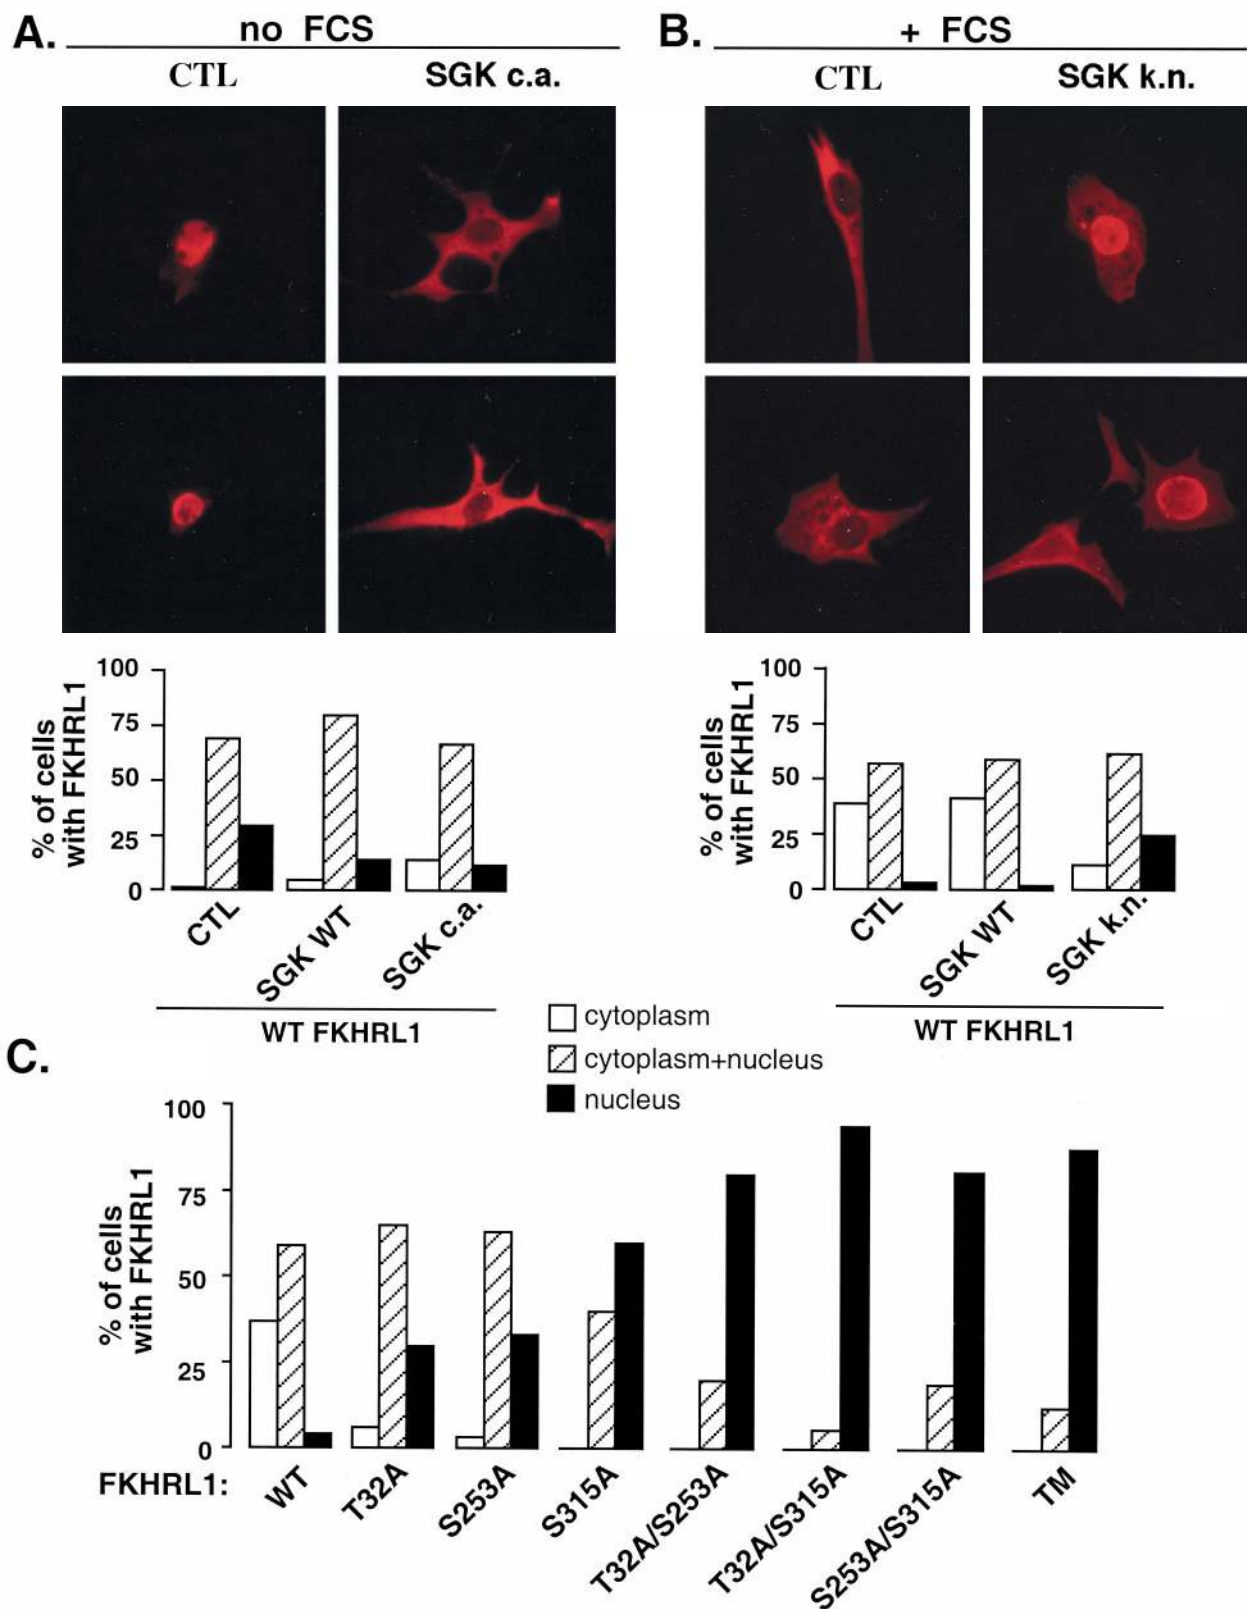 A.
no FCS
CTL
SGK c.a.
B.
+ FCS
CTL
SGK k.n.
% of cells
with FKHRL1
100
75
50
25
0
CTL
SGK WT
SGK c.a.
WT FKHRL1
% of cells
with FKHRL1
100
75
50
25
0
CTL
SGK WT
SGK k.n.
WT FKHRL1
cytoplasm
cytoplasm+nucleus
nucleus
C.
% of cells
with FKHRL1
100
75
50
25
0
FKHRL1:
WT
T32A
S253A
S315A
T32A/S253A
T32A/S315A
S253A/S315A
TM